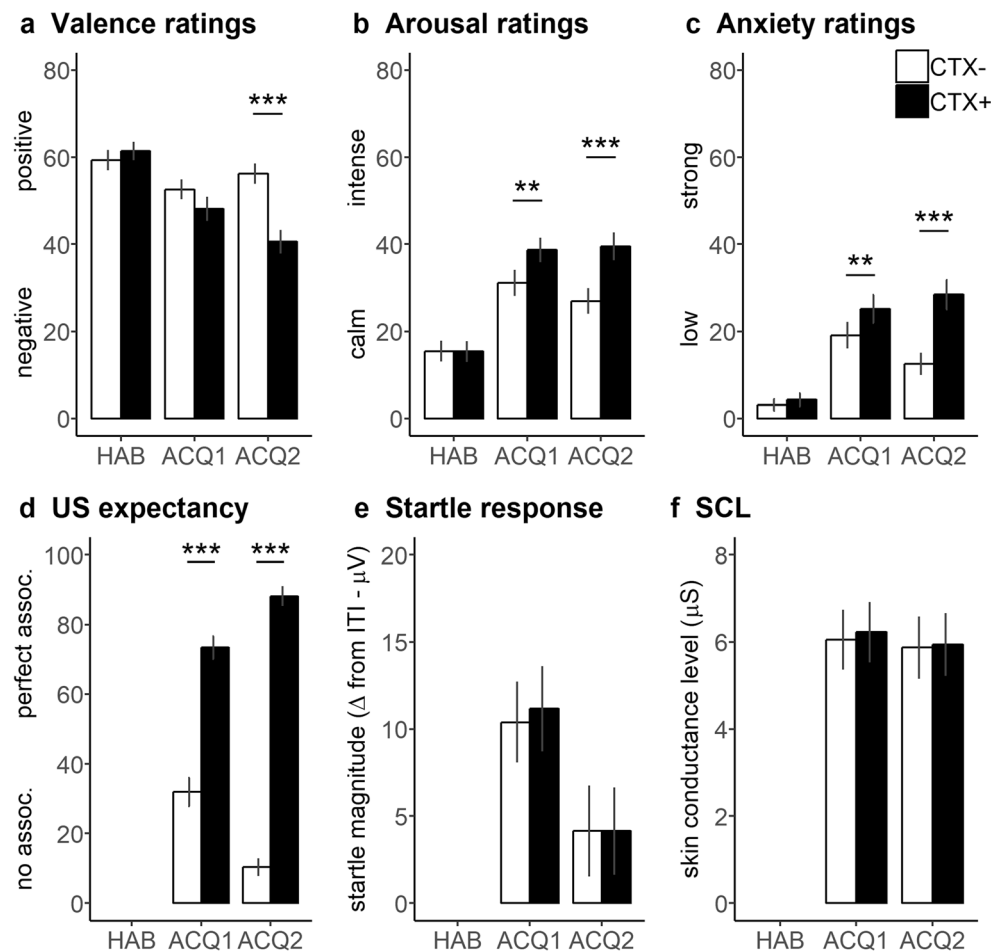 a Valence ratings
80
60
40
20
0
positive
negative
***
HAB ACQ1 ACQ2
b Arousal ratings
80
60
40
20
0
intense
calm
**
***
HAB ACQ1 ACQ2
c Anxiety ratings
80
60
40
20
0
strong
low
**
***
CTX-
CTX+
HAB ACQ1 ACQ2
d US expectancy
100
80
60
40
20
0
perfect assoc.
no assoc.
*** ***
HAB ACQ1 ACQ2
e Startle response
20
15
10
5
0
startle magnitude (Δ from ITI - μV)
HAB ACQ1 ACQ2
f SCL
8
6
4
2
0
skin conductance level (μS)
HAB ACQ1 ACQ2